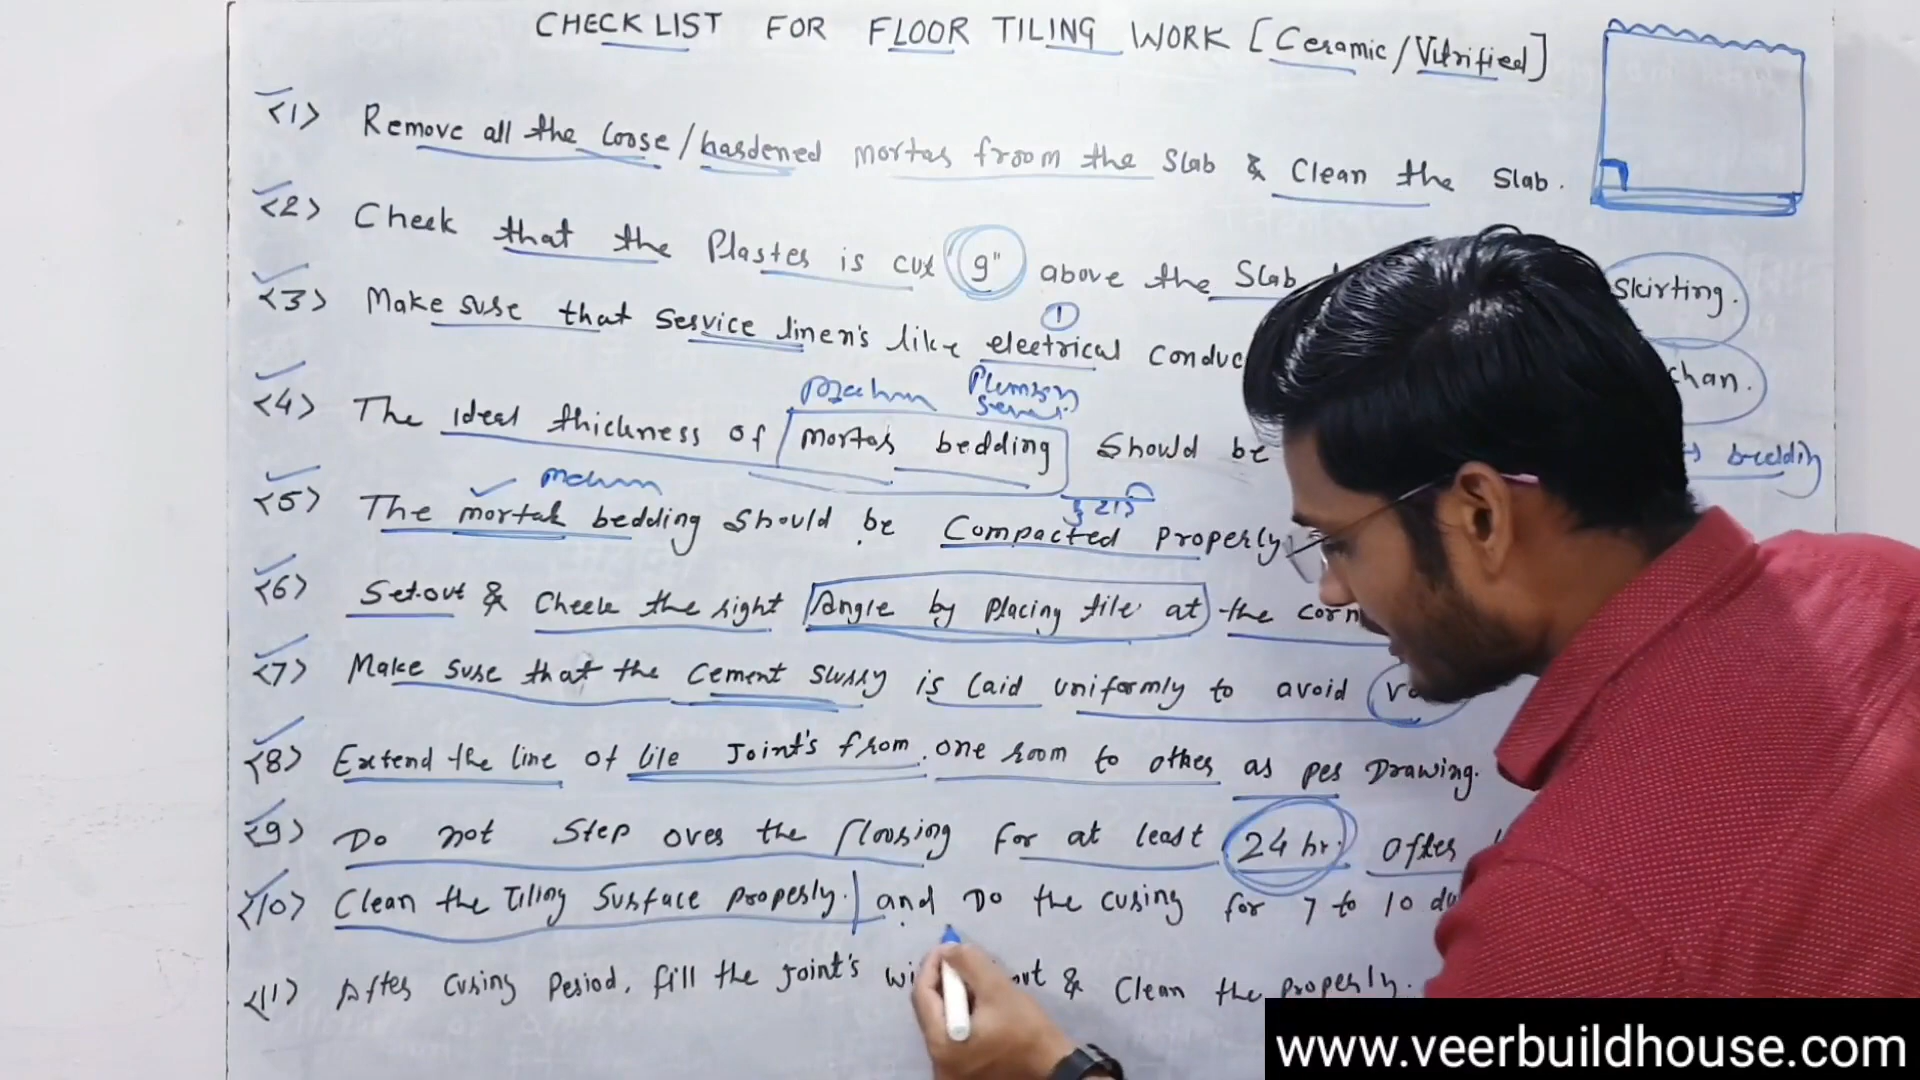 CHECK LIST FOR FLOOR TILING WORK [Ceramic/Vitrified]
<1> Remove all the loose/hardened mortar froom the slab & Clean the slab.
<2> Check that the Plaster is cut 9" above the Slab Skirting.
<3> Make sure that service linen's like electrical conduc
①
<4> The ideal thickness of mortar bedding should be
<5> The mortar bedding should be Compacted properly
<6> Set-out & Check the right Angle by placing tile at the corn
<7> Make sure that the cement slurry is laid uniformly to avoid
<8> Extend the line of tile Joint's from one room to other as per Drawing.
<9> Do not step over the flooring for at least 24 hr. after
<10> Clean the Tiling Surface properly. and Do the curing for 7 to 10
<11> After curing period, fill the joint's & Clean the properly.
www.veerbuildhouse.com